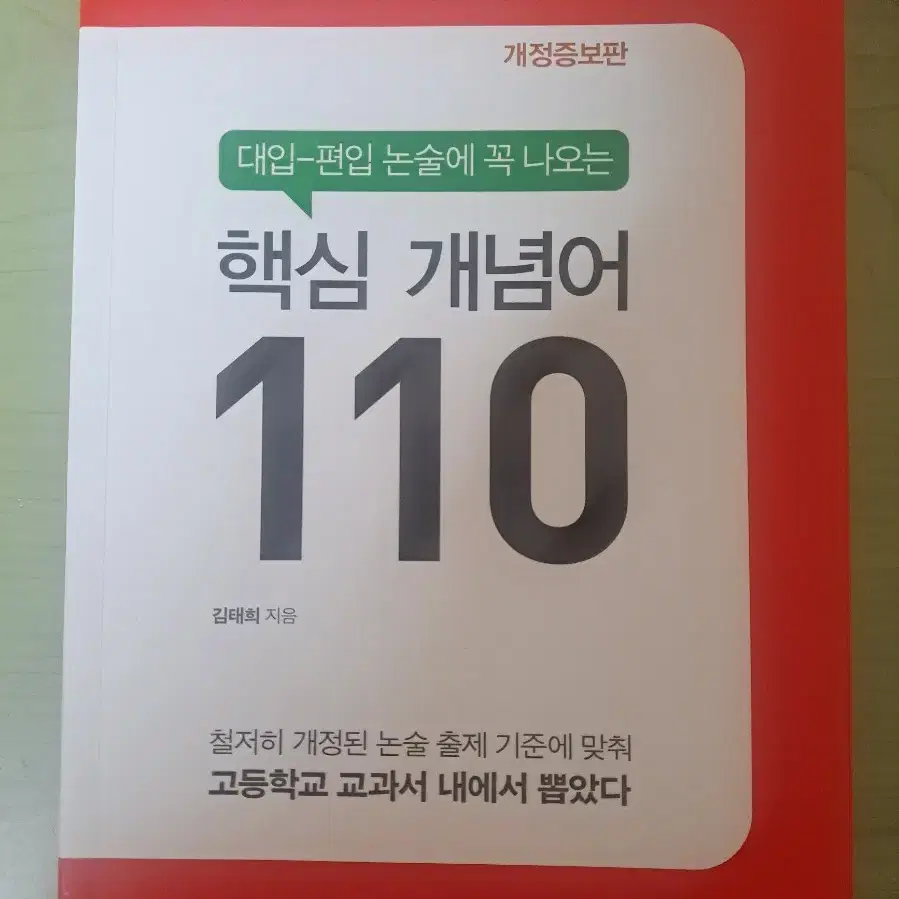 개정증보판
대입-편입 논술에 꼭 나오는
핵심 개념어
110
김태희 지음
철저히 개정된 논술 출제 기준에 맞춰
고등학교 교과서 내에서 뽑았다